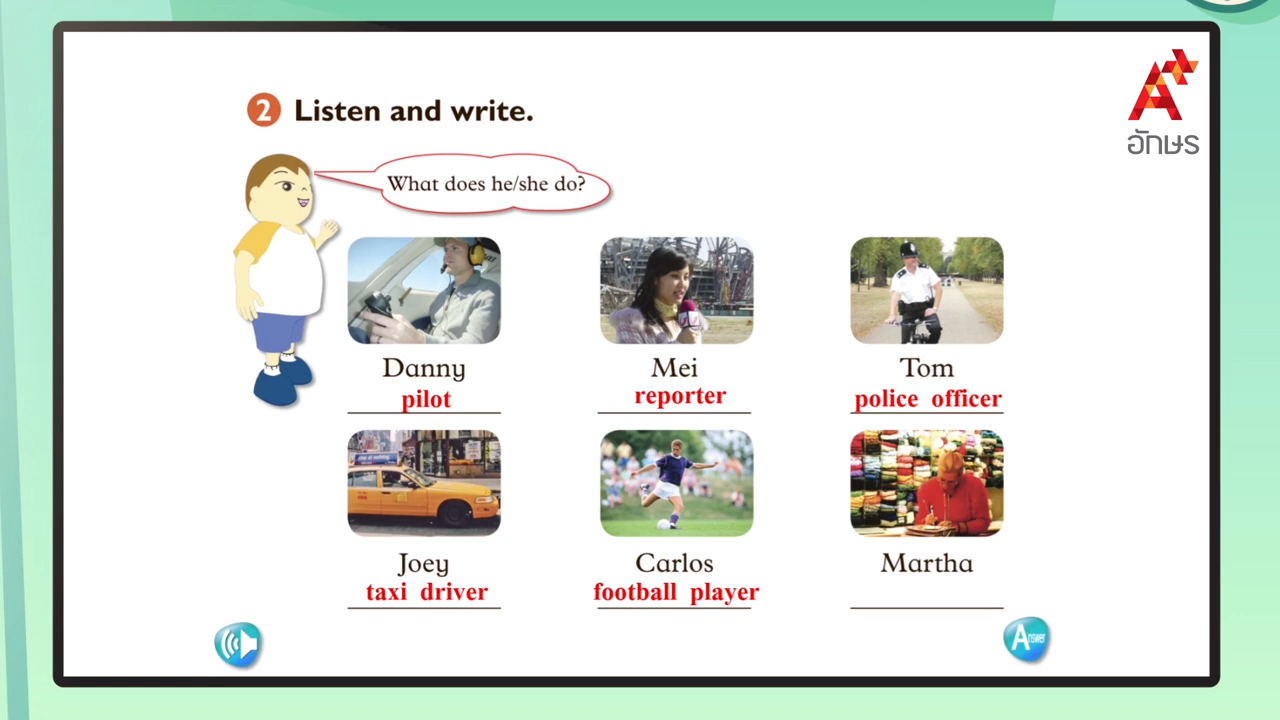 อักษร
2 Listen and write.
What does he/she do?
Danny Mei Tom
pilot reporter police officer
Joey Carlos Martha
taxi driver football player
Answer